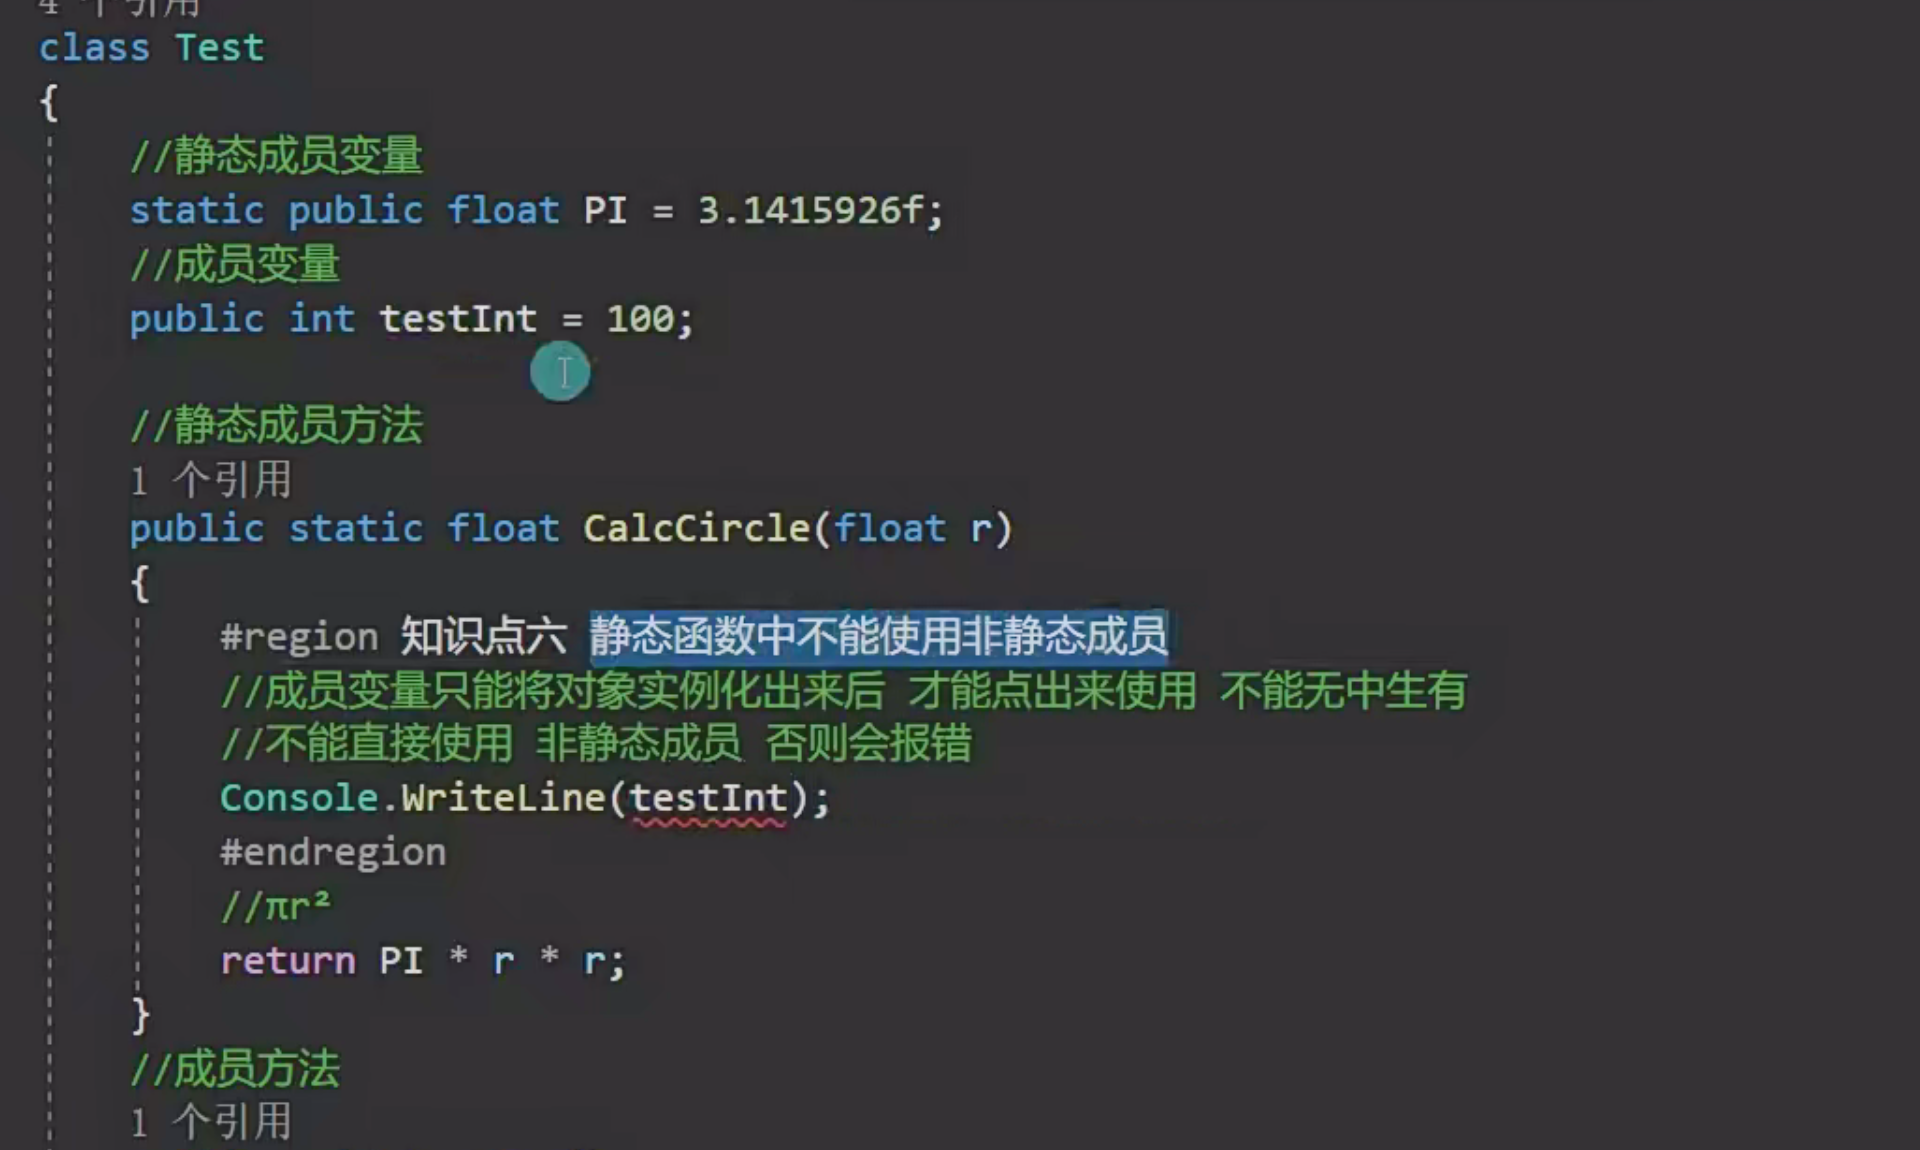 4 个引用
class Test
{
//静态成员变量
static public float PI = 3.1415926f;
//成员变量
public int testInt = 100;
//静态成员方法
1 个引用
public static float CalcCircle(float r)
{
#region 知识点六 静态函数中不能使用非静态成员
//成员变量只能将对象实例化出来后 才能点出来使用 不能无中生有
//不能直接使用 非静态成员 否则会报错
Console.WriteLine(testInt);
#endregion
//πr²
return PI * r * r;
}
//成员方法
1 个引用